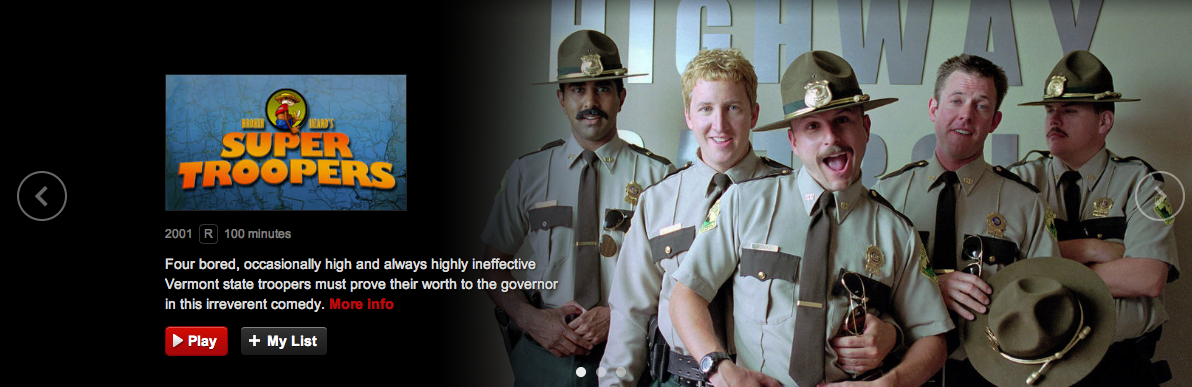 HIGHWAY
BROKEN LIZARD'S
SUPER
TROOPERS
2001 R 100 minutes
Four bored, occasionally high and always highly ineffective
Vermont state troopers must prove their worth to the governor
in this irreverent comedy. More info
Play + My List